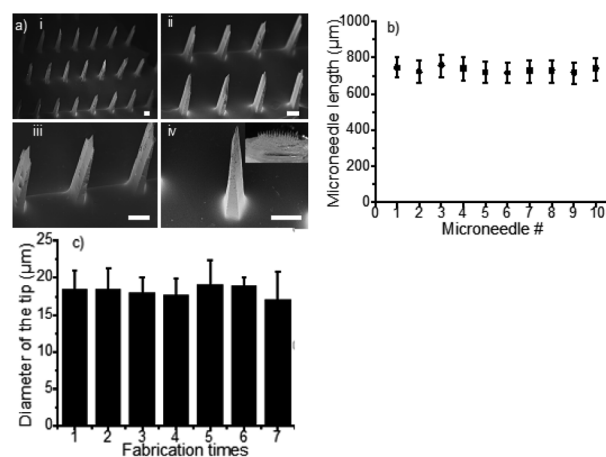 a)
i
ii
iii
iv
b)
Microneedle length (µm)
1000
800
600
400
200
0
0 1 2 3 4 5 6 7 8 9 10
Microneedle #
c)
Diameter of the tip (µm)
25
20
15
10
5
0
1 2 3 4 5 6 7
Fabrication times